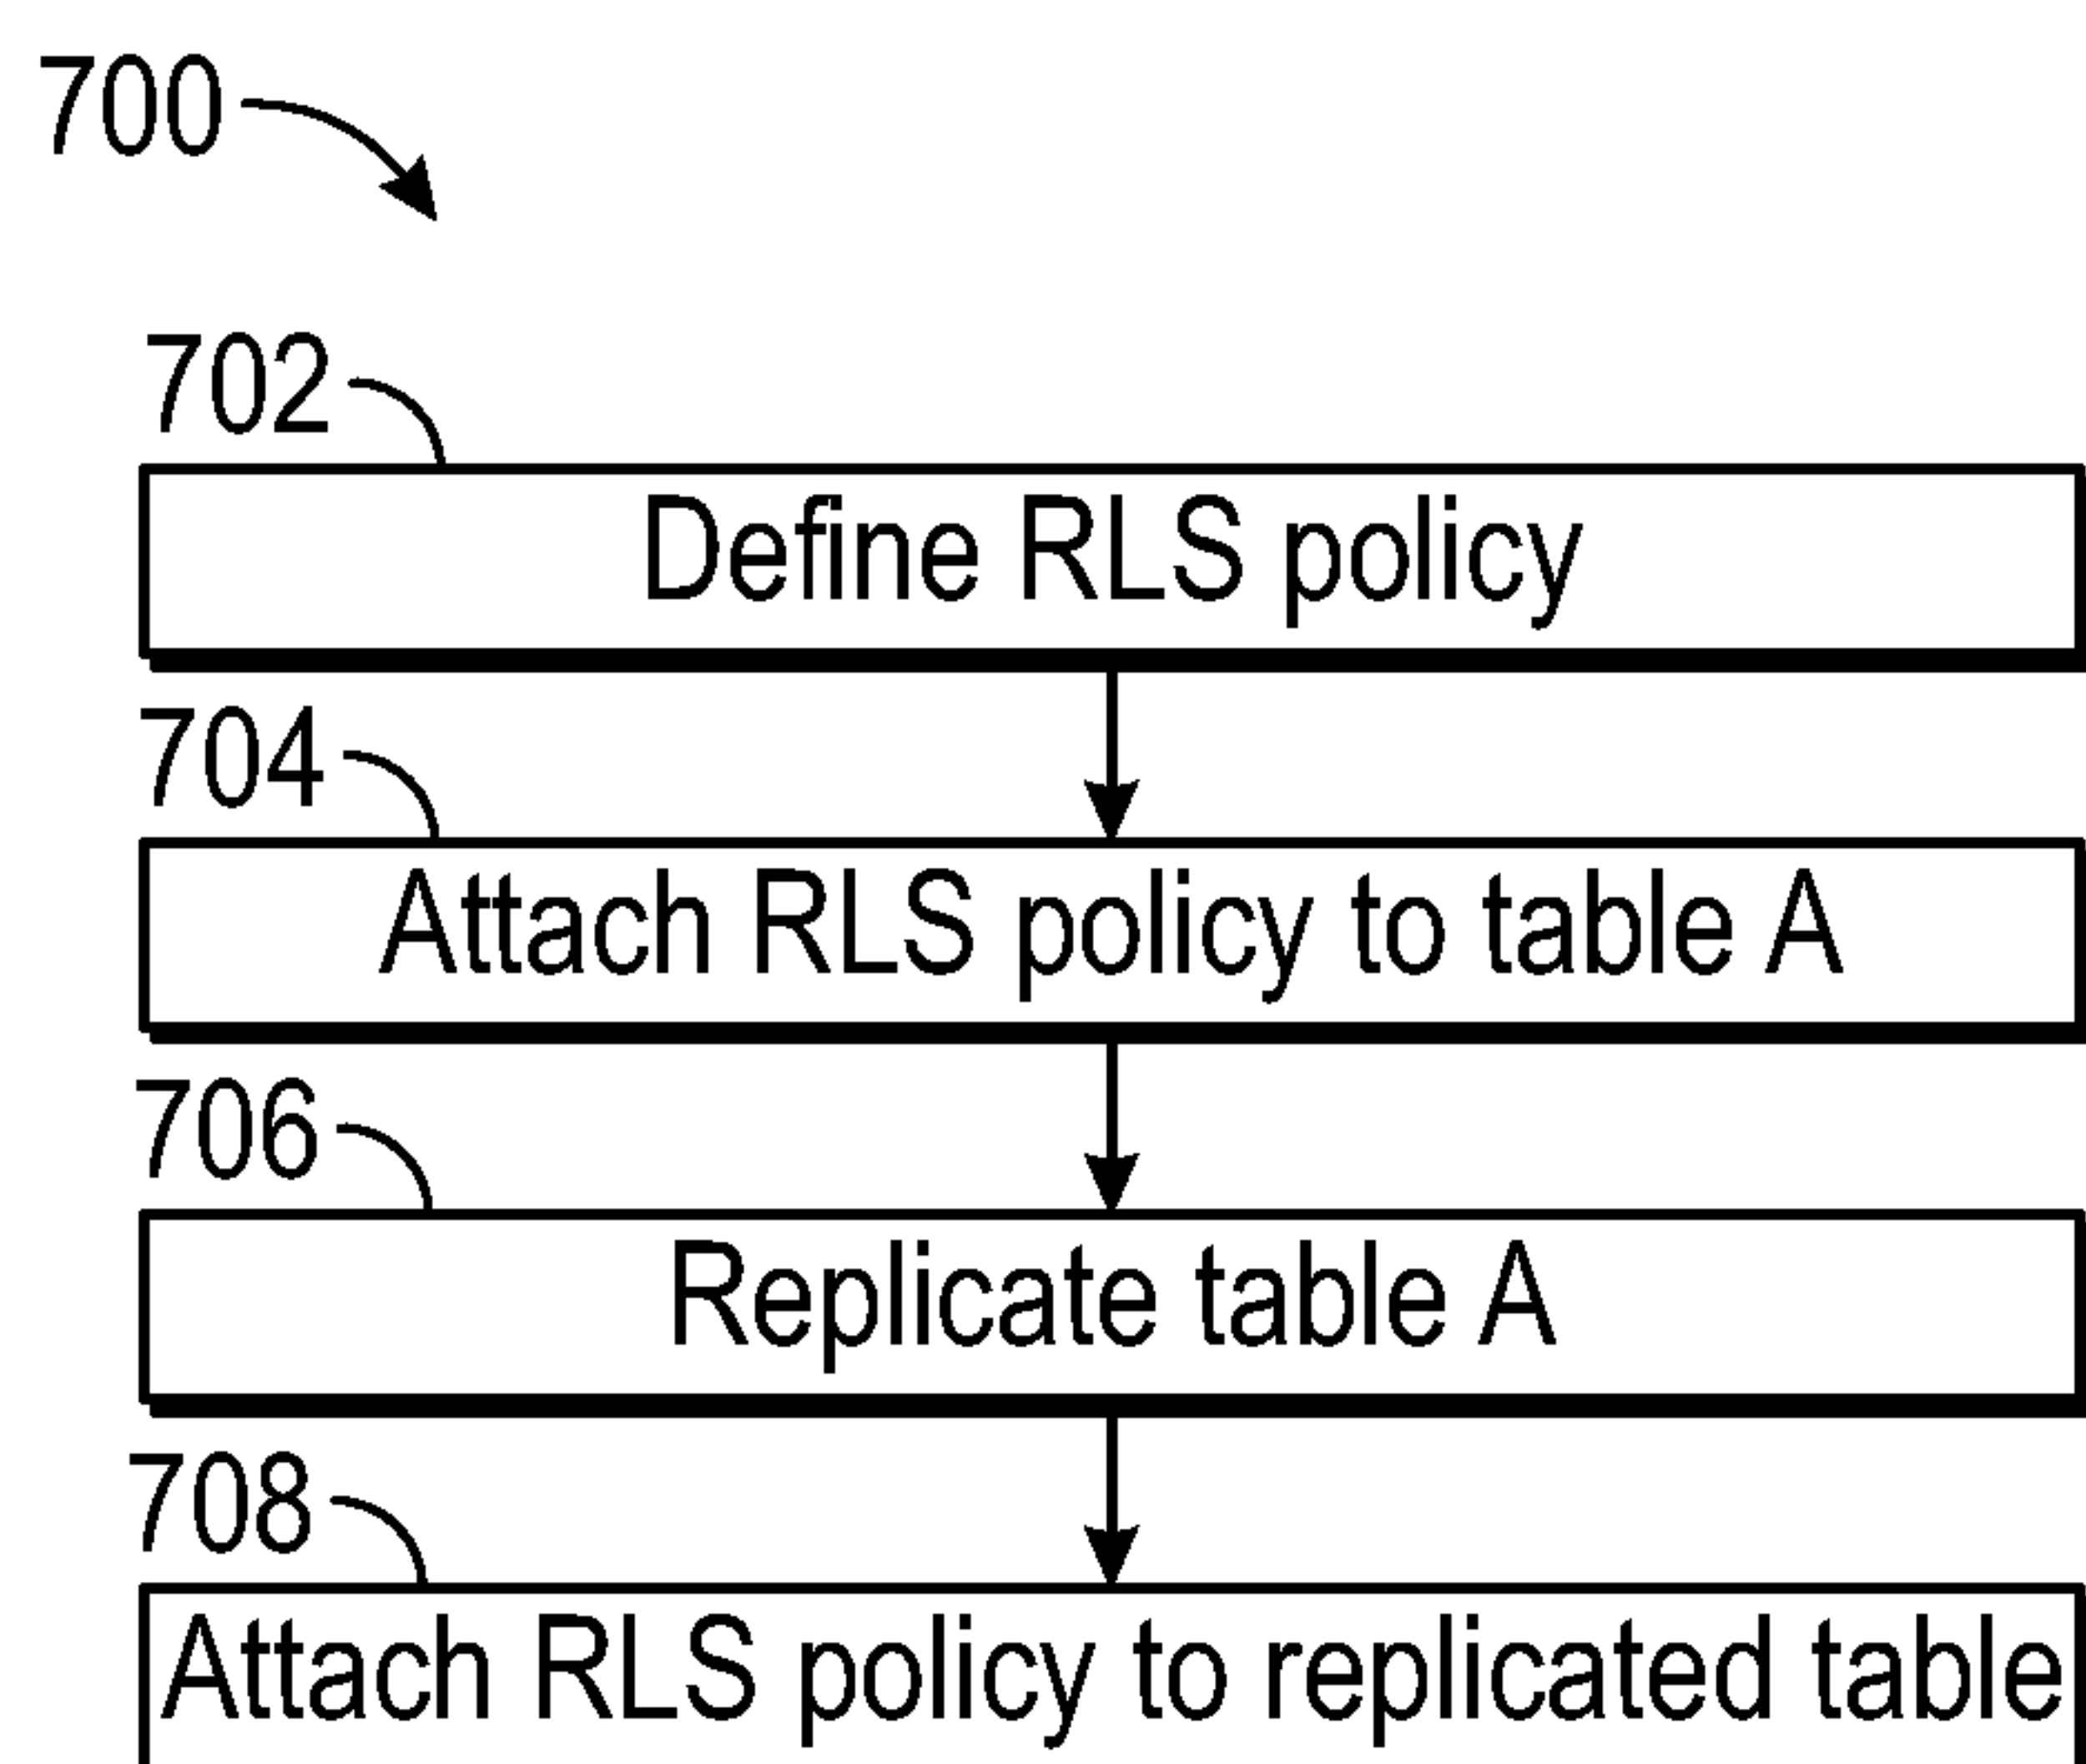 700
702
Define RLS policy
704
Attach RLS policy to table A
706
Replicate table A
708
Attach RLS policy to replicated table